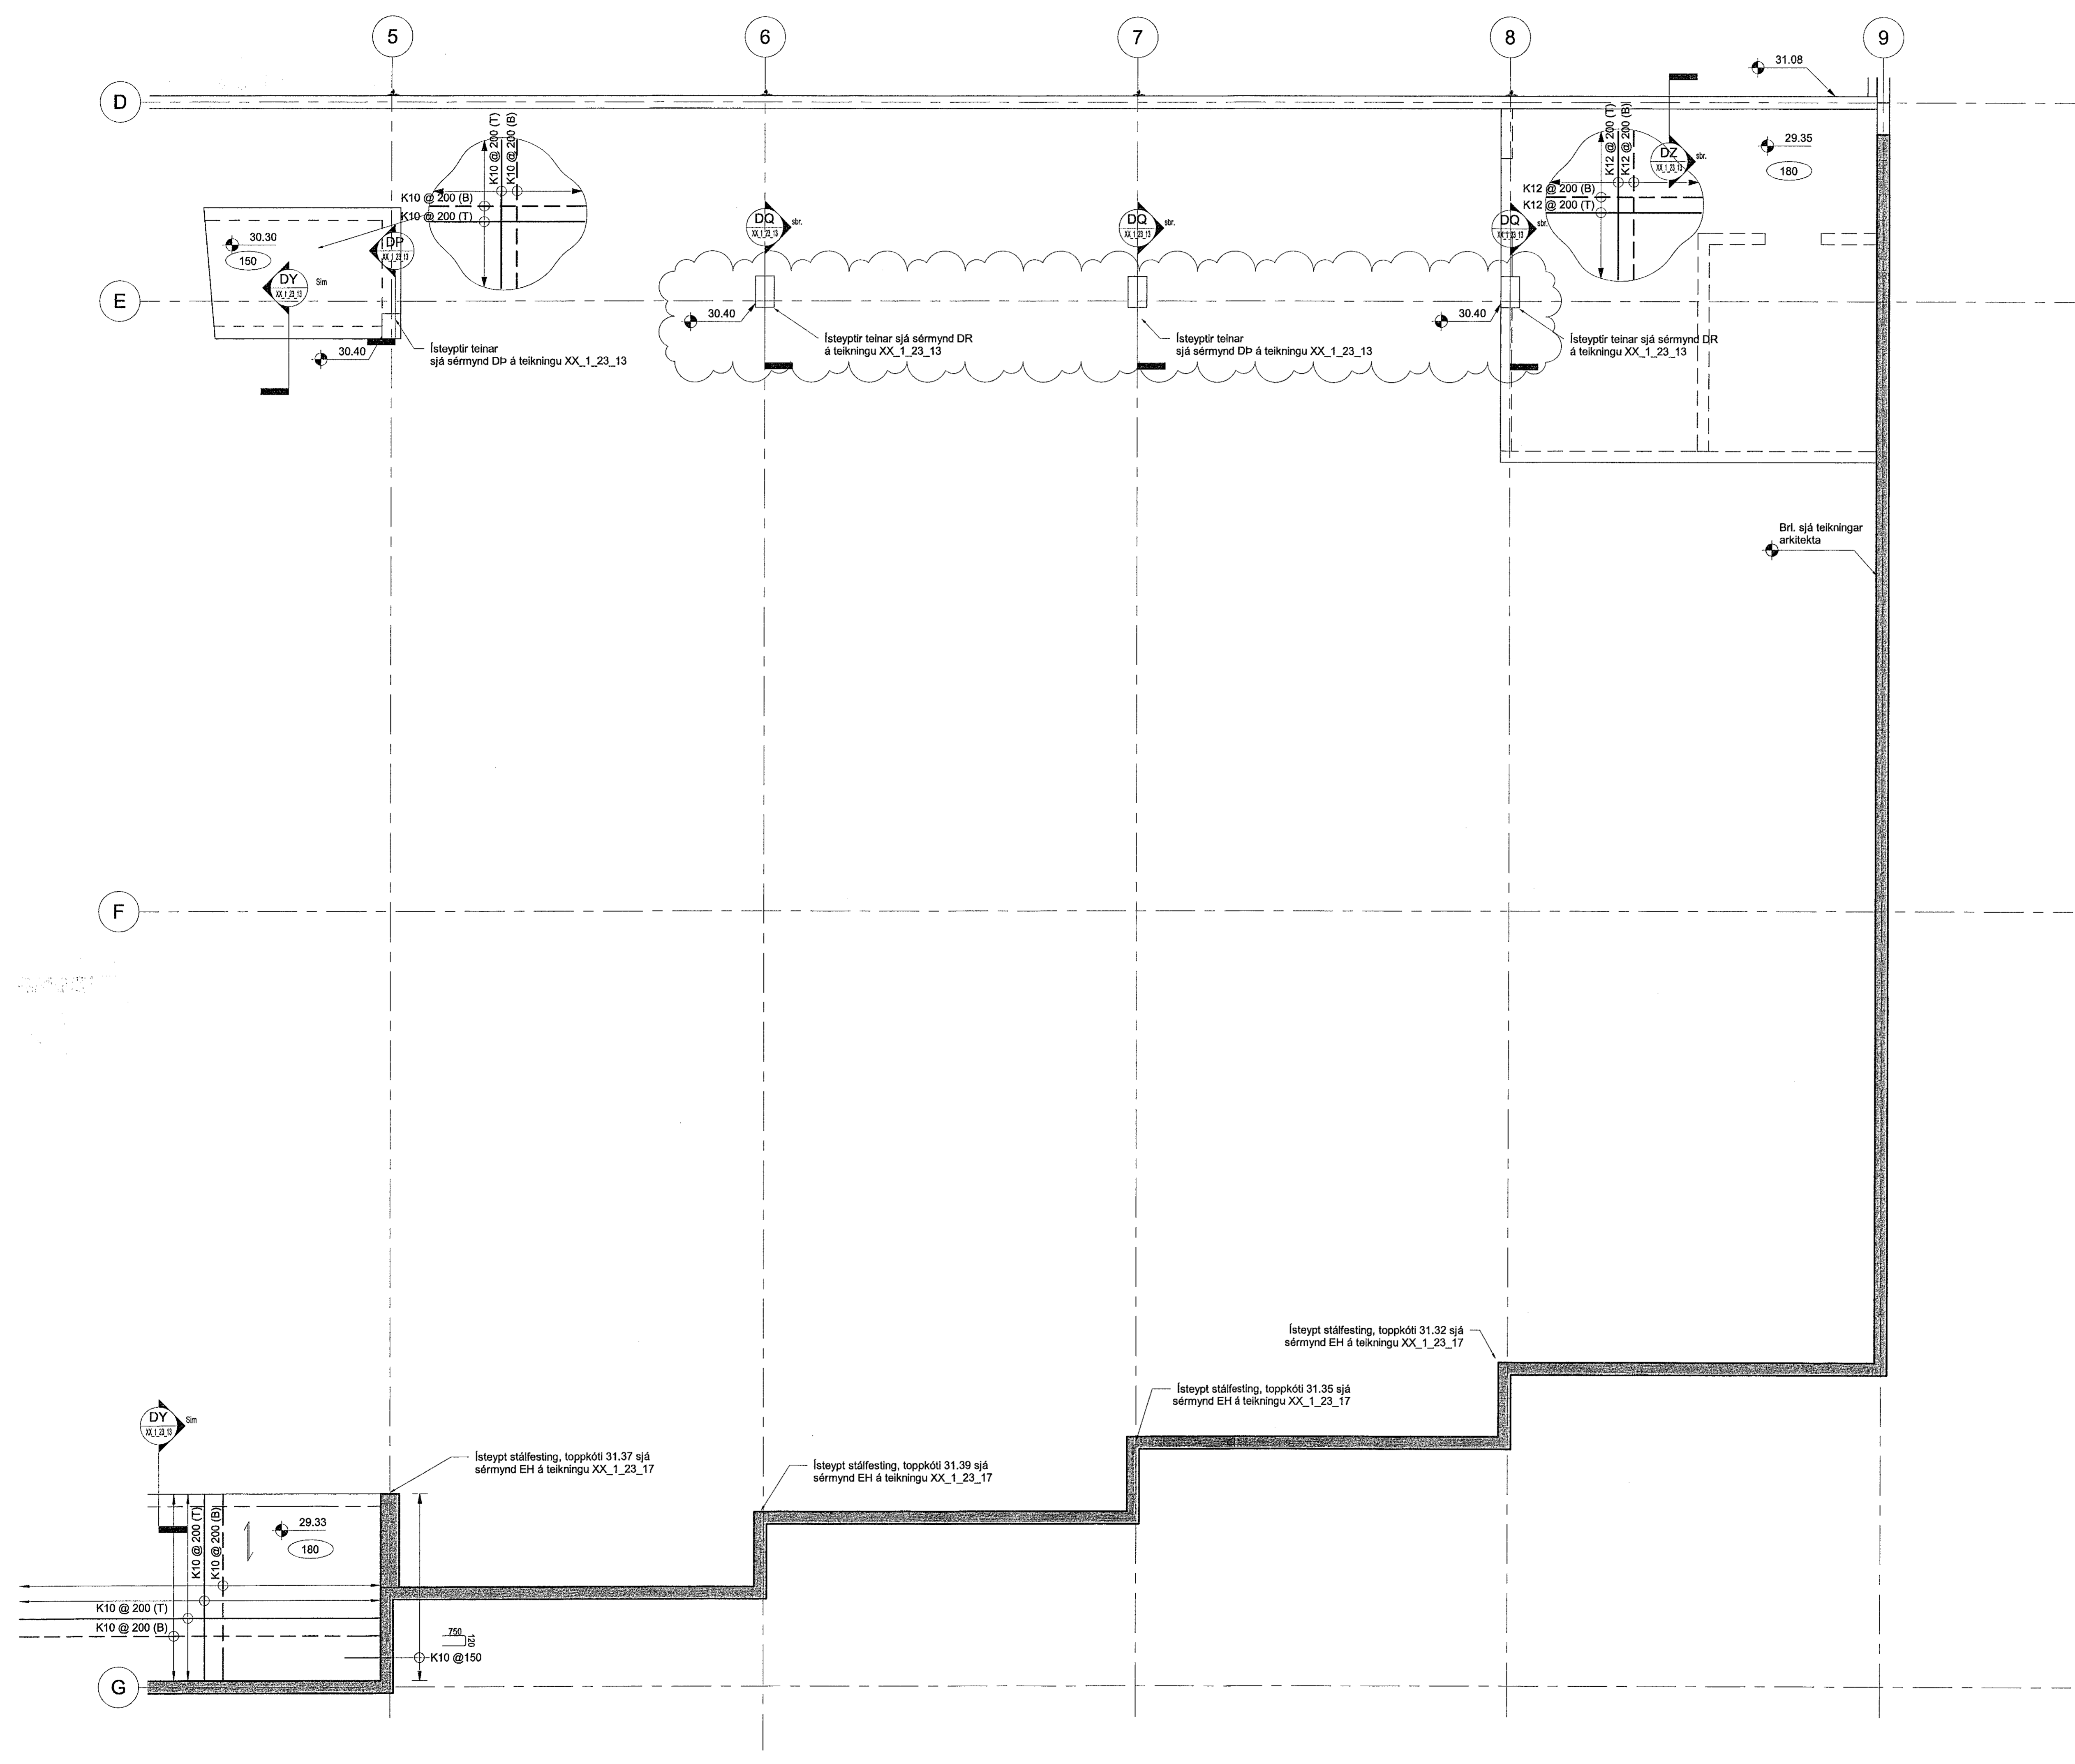 5
6
7
8
9
D
E
F
G
31.08
29.35
180
K10 @ 200 (T)
K10 @ 200 (B)
K10 @ 200 (B)
K10 @ 200 (T)
K12 @ 200 (T)
K12 @ 200 (B)
K12 @ 200 (B)
K12 @ 200 (T)
DZ
XX_1_23_13
sbr.
30.30
150
DY
XX_1_23_13
Sim
DÞ
XX_1_23_13
DQ
XX_1_23_13
sbr.
DQ
XX_1_23_13
sbr.
DQ
XX_1_23_13
sbr.
30.40
Ísteyptir teinar
sjá sérmynd DÞ á teikningu XX_1_23_13
30.40
Ísteyptir teinar sjá sérmynd DR
á teikningu XX_1_23_13
Ísteyptir teinar
sjá sérmynd DÞ á teikningu XX_1_23_13
30.40
Ísteyptir teinar sjá sérmynd DR
á teikningu XX_1_23_13
Brl. sjá teikningar
arkitekta
Ísteypt stálfesting, toppkóti 31.32 sjá
sérmynd EH á teikningu XX_1_23_17
Ísteypt stálfesting, toppkóti 31.35 sjá
sérmynd EH á teikningu XX_1_23_17
Ísteypt stálfesting, toppkóti 31.39 sjá
sérmynd EH á teikningu XX_1_23_17
Ísteypt stálfesting, toppkóti 31.37 sjá
sérmynd EH á teikningu XX_1_23_17
DY
XX_1_23_13
Sim
29.33
180
K10 @ 200 (T)
K10 @ 200 (B)
K10 @ 200 (T)
K10 @ 200 (B)
750
120
K10 @150